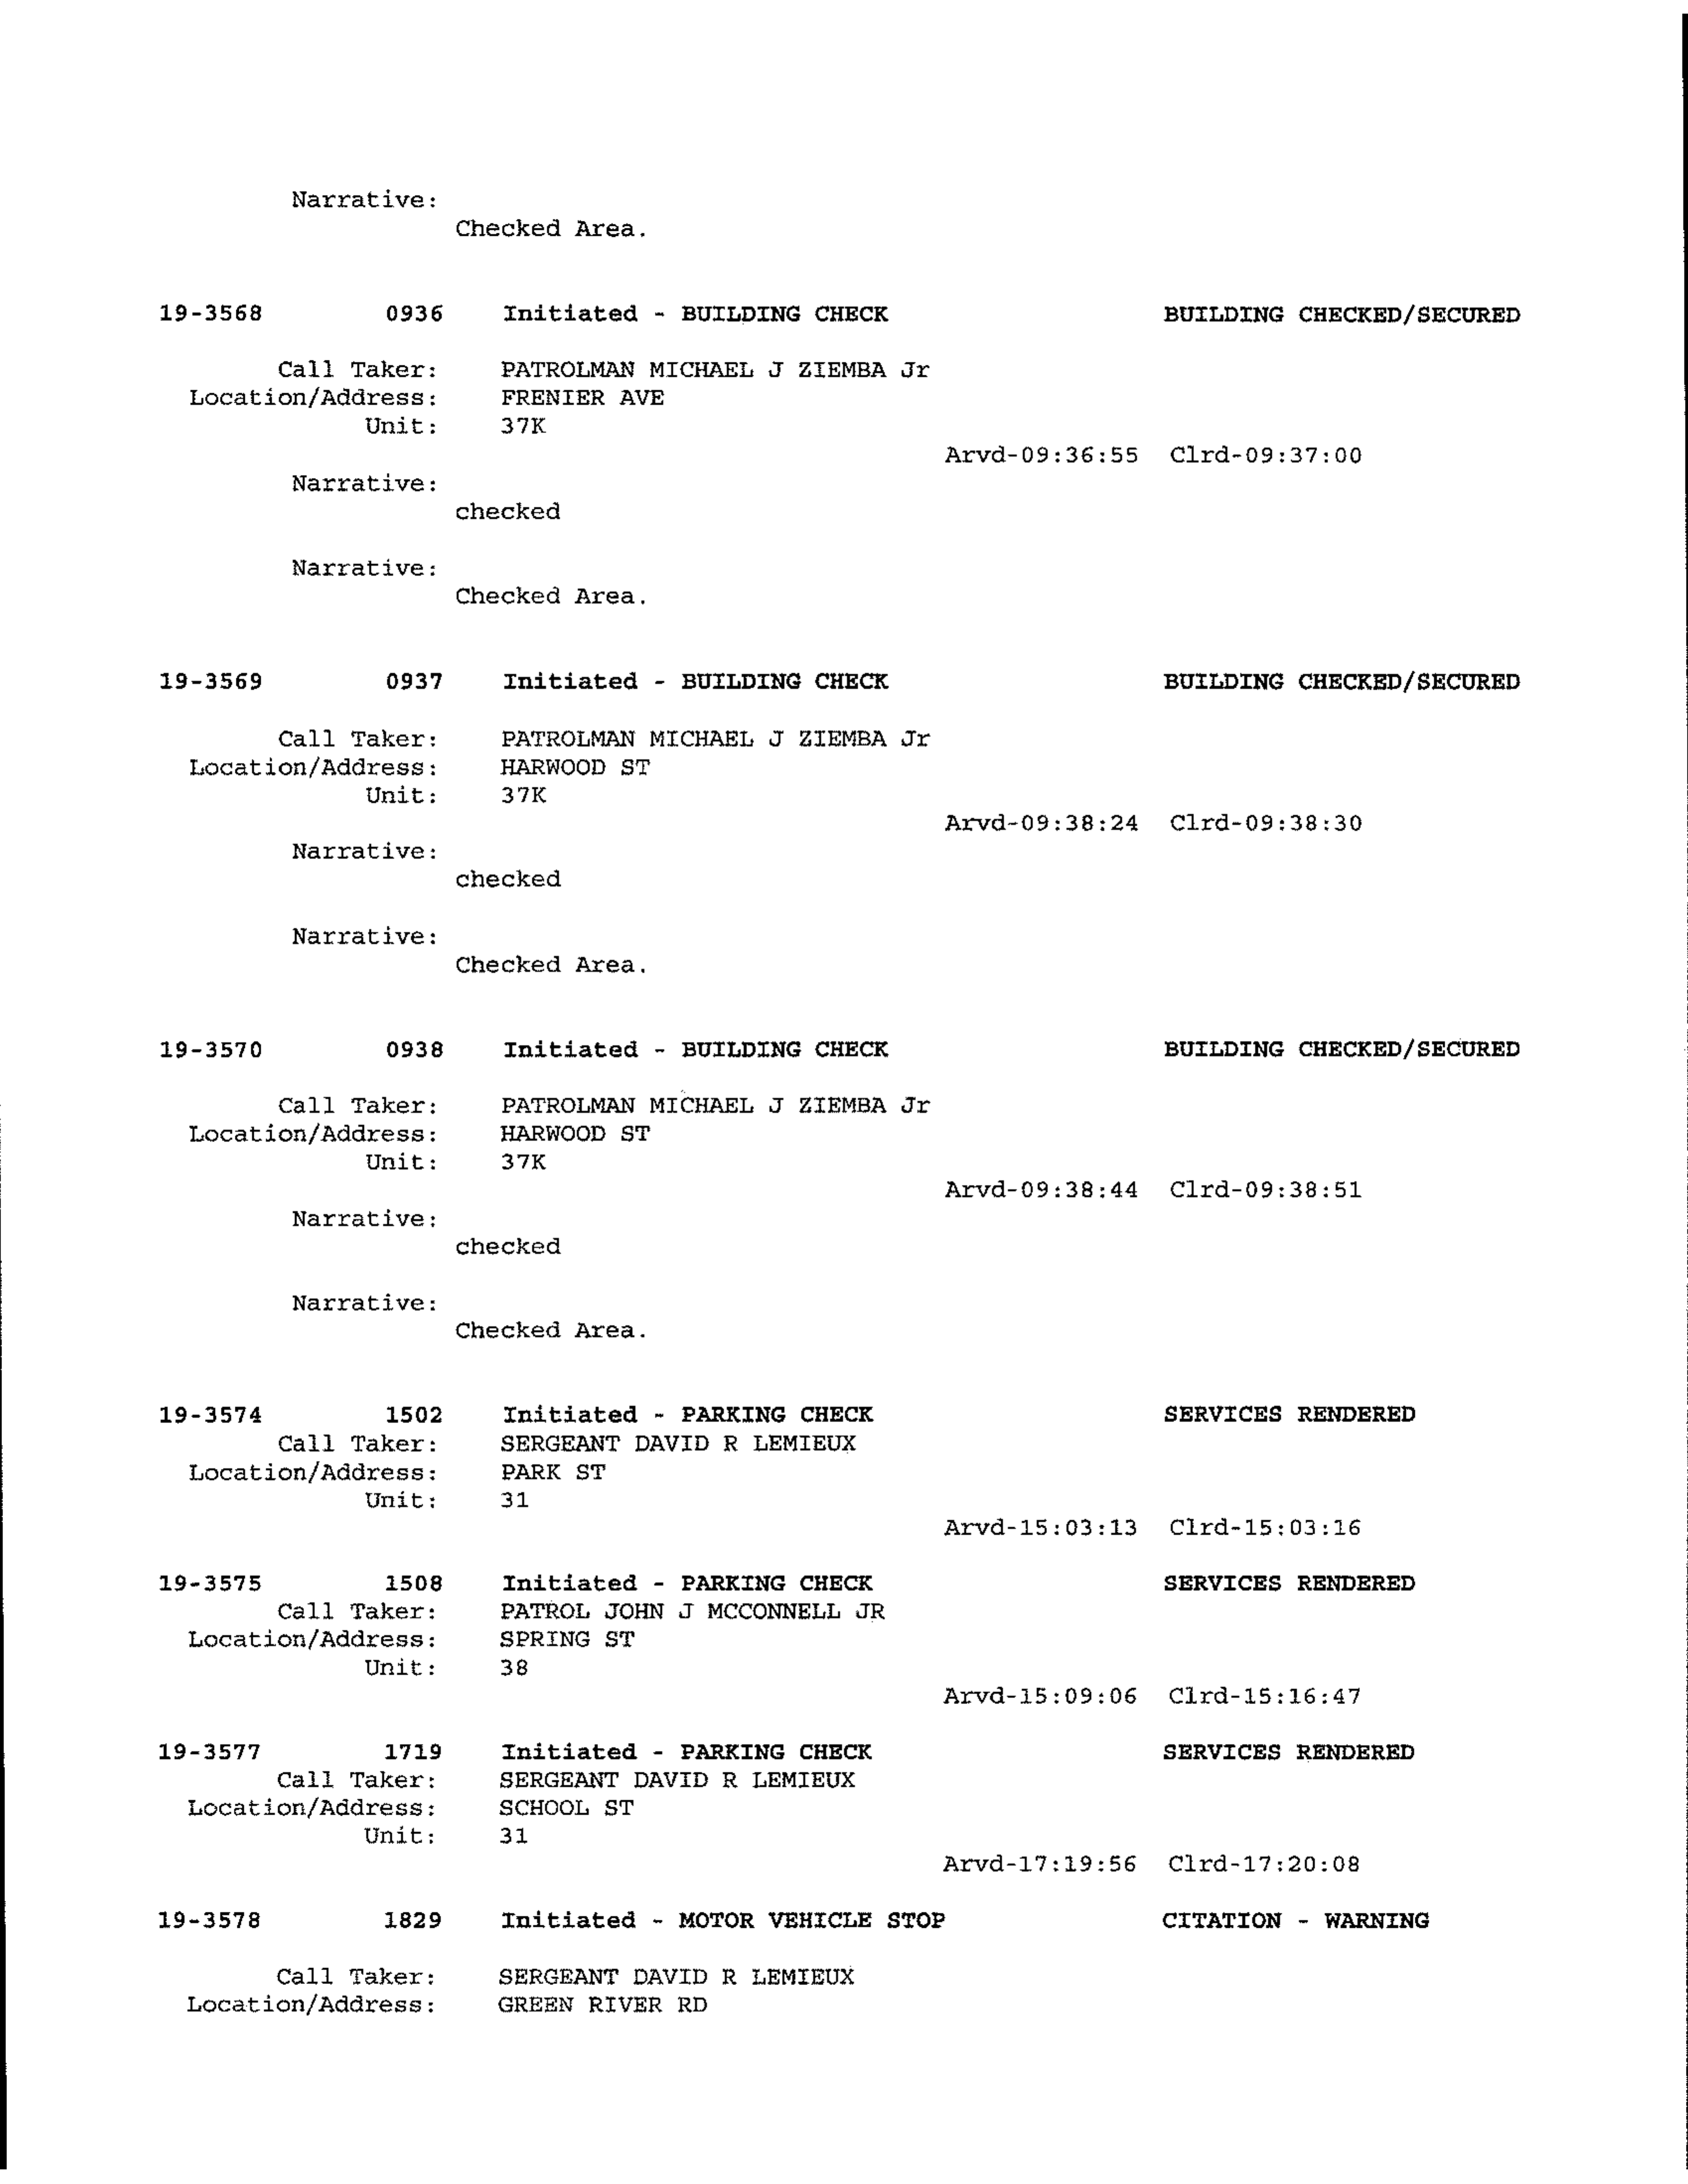 Narrative:
Checked Area.
19-3568 0936 Initiated - BUILDING CHECK BUILDING CHECKED/SECURED
Call Taker: PATROLMAN MICHAEL J ZIEMBA Jr
Location/Address: FRENIER AVE
Unit: 37K
Arvd-09:36:55 Clrd-09:37:00
Narrative:
checked
Narrative:
Checked Area.
19-3569 0937 Initiated - BUILDING CHECK BUILDING CHECKED/SECURED
Call Taker: PATROLMAN MICHAEL J ZIEMBA Jr
Location/Address: HARWOOD ST
Unit: 37K
Arvd-09:38:24 Clrd-09:38:30
Narrative:
checked
Narrative:
Checked Area.
19-3570 0938 Initiated - BUILDING CHECK BUILDING CHECKED/SECURED
Call Taker: PATROLMAN MICHAEL J ZIEMBA Jr
Location/Address: HARWOOD ST
Unit: 37K
Arvd-09:38:44 Clrd-09:38:51
Narrative:
checked
Narrative:
Checked Area.
19-3574 1502 Initiated - PARKING CHECK SERVICES RENDERED
Call Taker: SERGEANT DAVID R LEMIEUX
Location/Address: PARK ST
Unit: 31
Arvd-15:03:13 Clrd-15:03:16
19-3575 1508 Initiated - PARKING CHECK SERVICES RENDERED
Call Taker: PATROL JOHN J MCCONNELL JR
Location/Address: SPRING ST
Unit: 38
Arvd-15:09:06 Clrd-15:16:47
19-3577 1719 Initiated - PARKING CHECK SERVICES RENDERED
Call Taker: SERGEANT DAVID R LEMIEUX
Location/Address: SCHOOL ST
Unit: 31
Arvd-17:19:56 Clrd-17:20:08
19-3578 1829 Initiated - MOTOR VEHICLE STOP CITATION - WARNING
Call Taker: SERGEANT DAVID R LEMIEUX
Location/Address: GREEN RIVER RD